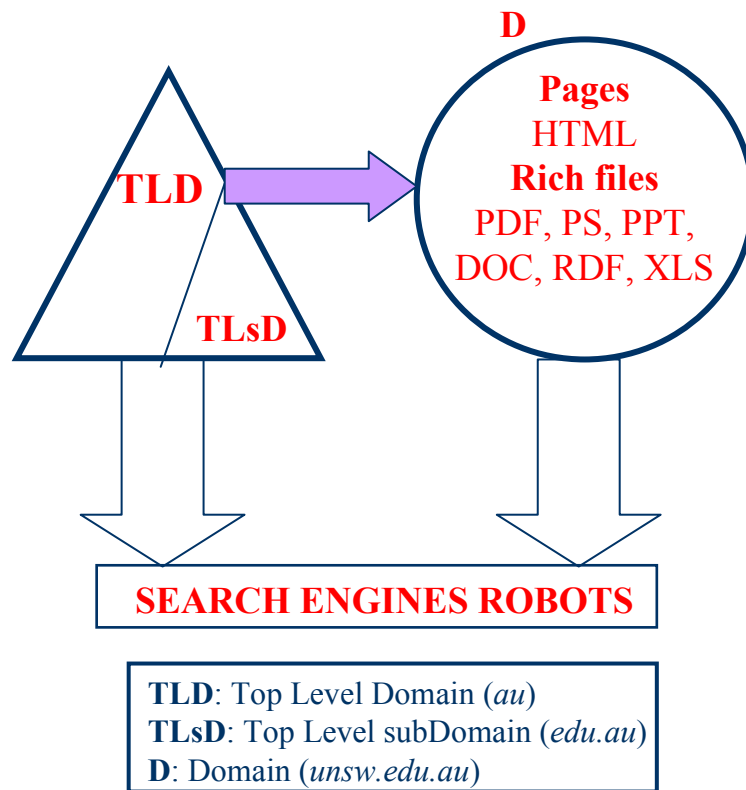 D
Pages
HTML
Rich files
PDF, PS, PPT,
DOC, RDF, XLS
TLD
TLsD
SEARCH ENGINES ROBOTS
TLD: Top Level Domain (au)
TLsD: Top Level subDomain (edu.au)
D: Domain (unsw.edu.au)